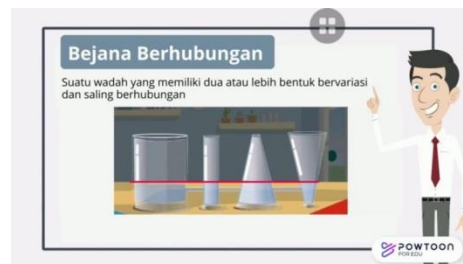 Bejana Berhubungan
Suatu wadah yang memiliki dua atau lebih bentuk bervariasi
dan saling berhubungan
POWTOON
FOR EDU